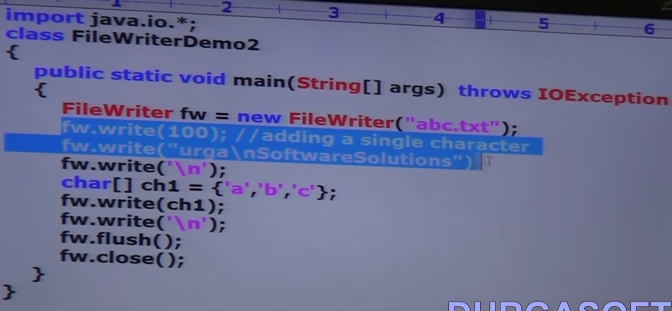 1 2 3 4 5 6
import java.io.*;
class FileWriterDemo2
{
public static void main(String[] args) throws IOException
{
FileWriter fw = new FileWriter("abc.txt");
fw.write(100); //adding a single character
fw.write("urga\nSoftwareSolutions")
fw.write('\n');
char[] ch1 = {'a','b','c'};
fw.write(ch1);
fw.write('\n');
fw.flush();
fw.close();
}
}
DURGASOFT